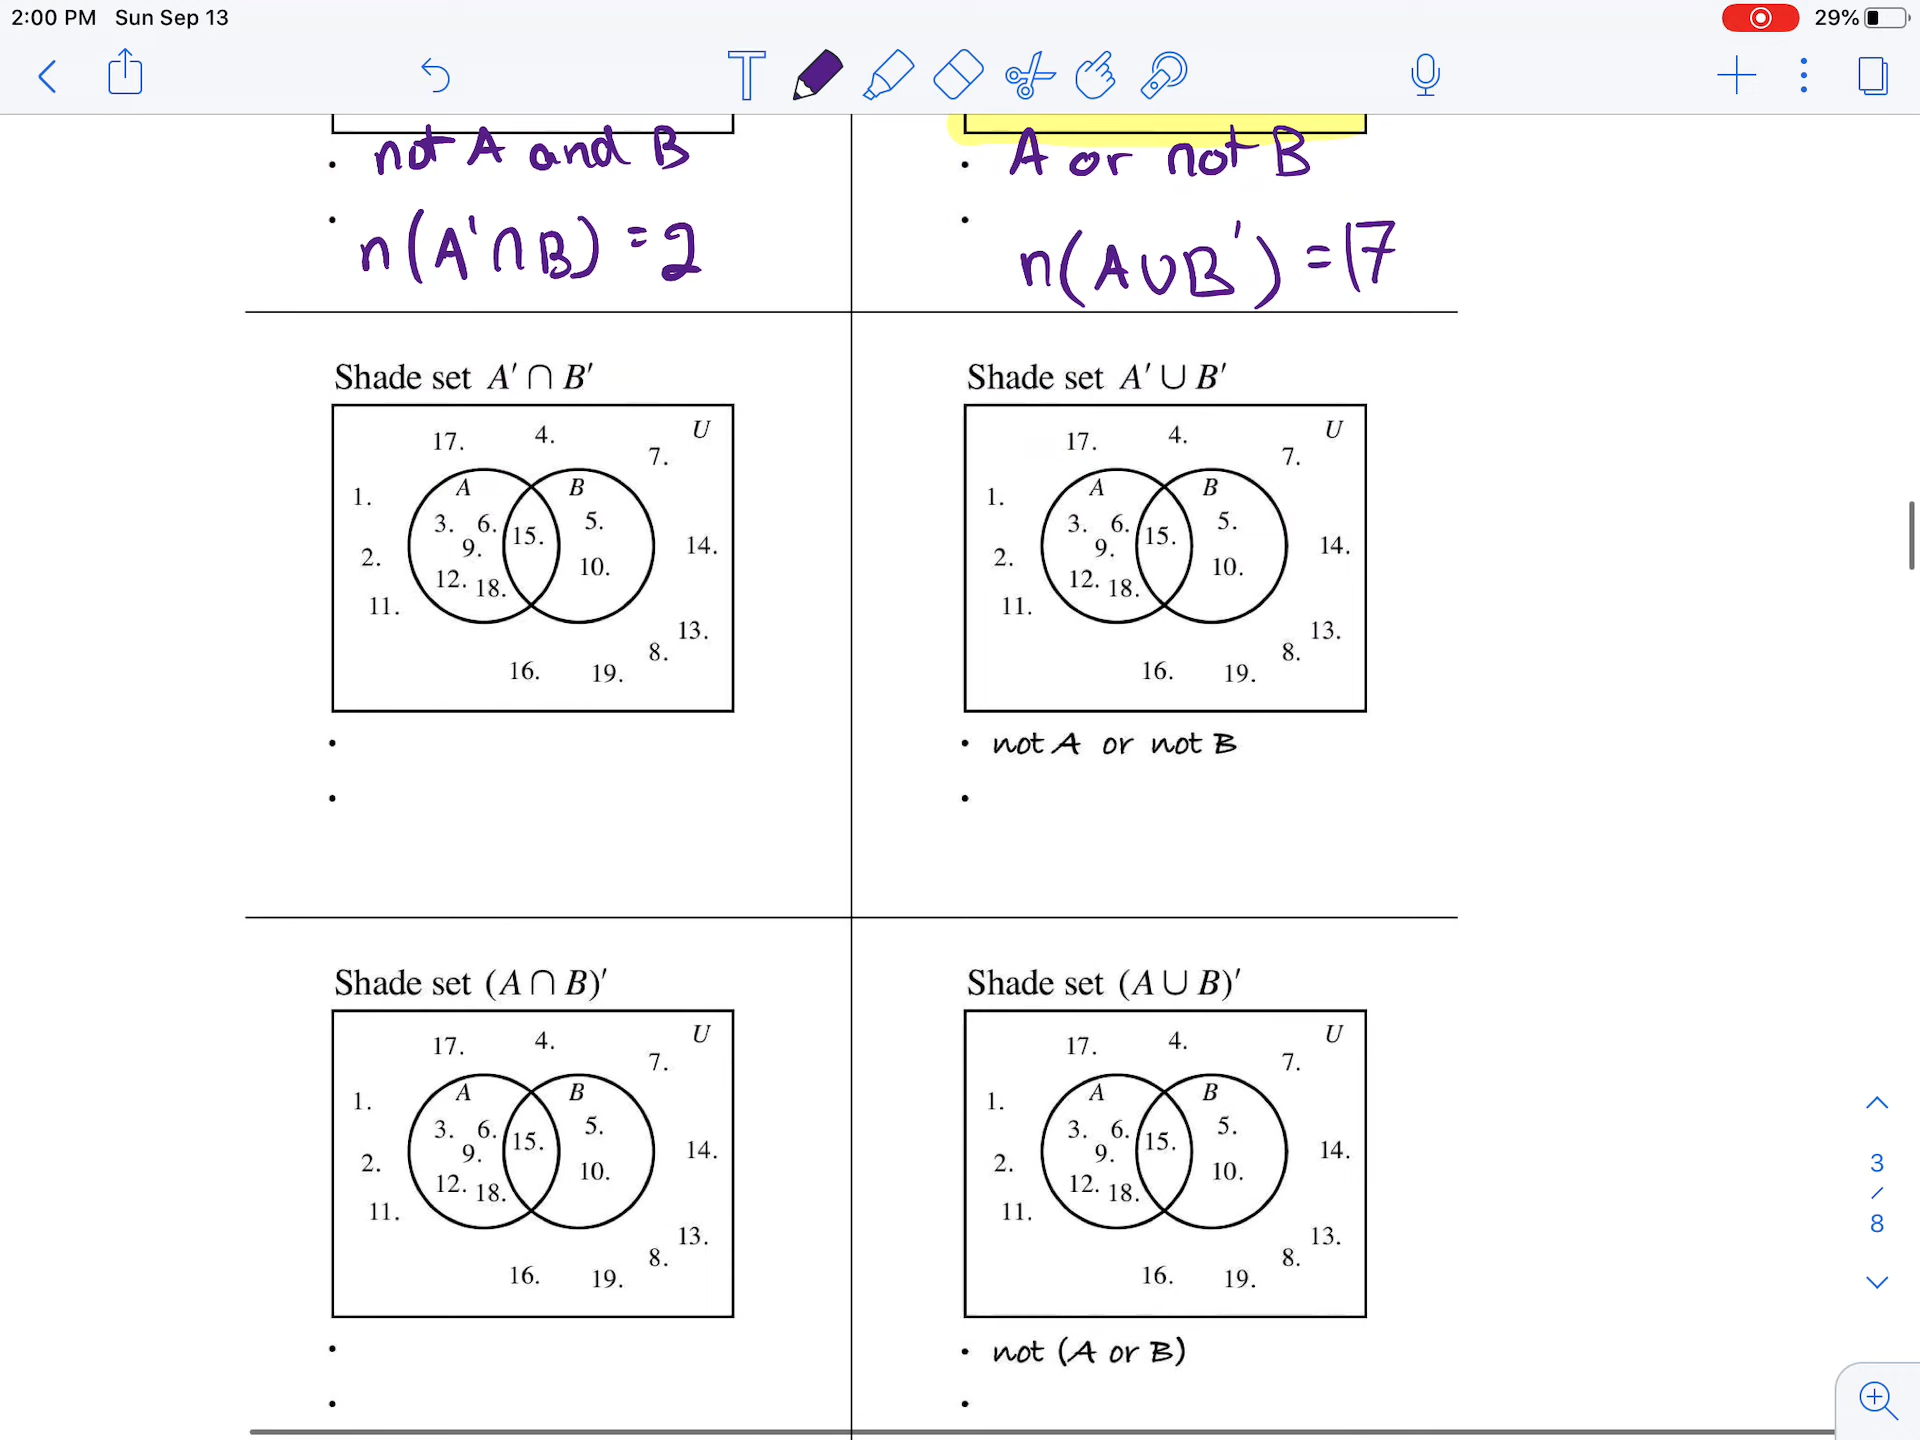 2:00 PM Sun Sep 13
29%
T
not A and B
n(A'∩B) = 2
A or not B
n(A∪B') = 17
Shade set A′ ∩ B′
17. 4. U
7.
A B
1.
3. 6. 15. 5.
9. 14.
2. 10.
12. 18.
11.
13.
8.
16. 19.
Shade set A′ ∪ B′
17. 4. U
7.
A B
1.
3. 6. 15. 5.
9. 14.
2. 10.
12. 18.
11.
13.
8.
16. 19.
• not A or not B
Shade set (A ∩ B)′
17. 4. U
7.
A B
1.
3. 6. 15. 5.
9. 14.
2. 10.
12. 18.
11.
13.
8.
16. 19.
Shade set (A ∪ B)′
17. 4. U
7.
A B
1.
3. 6. 15. 5.
9. 14.
2. 10.
12. 18.
11.
13.
8.
16. 19.
• not (A or B)
3
/
8